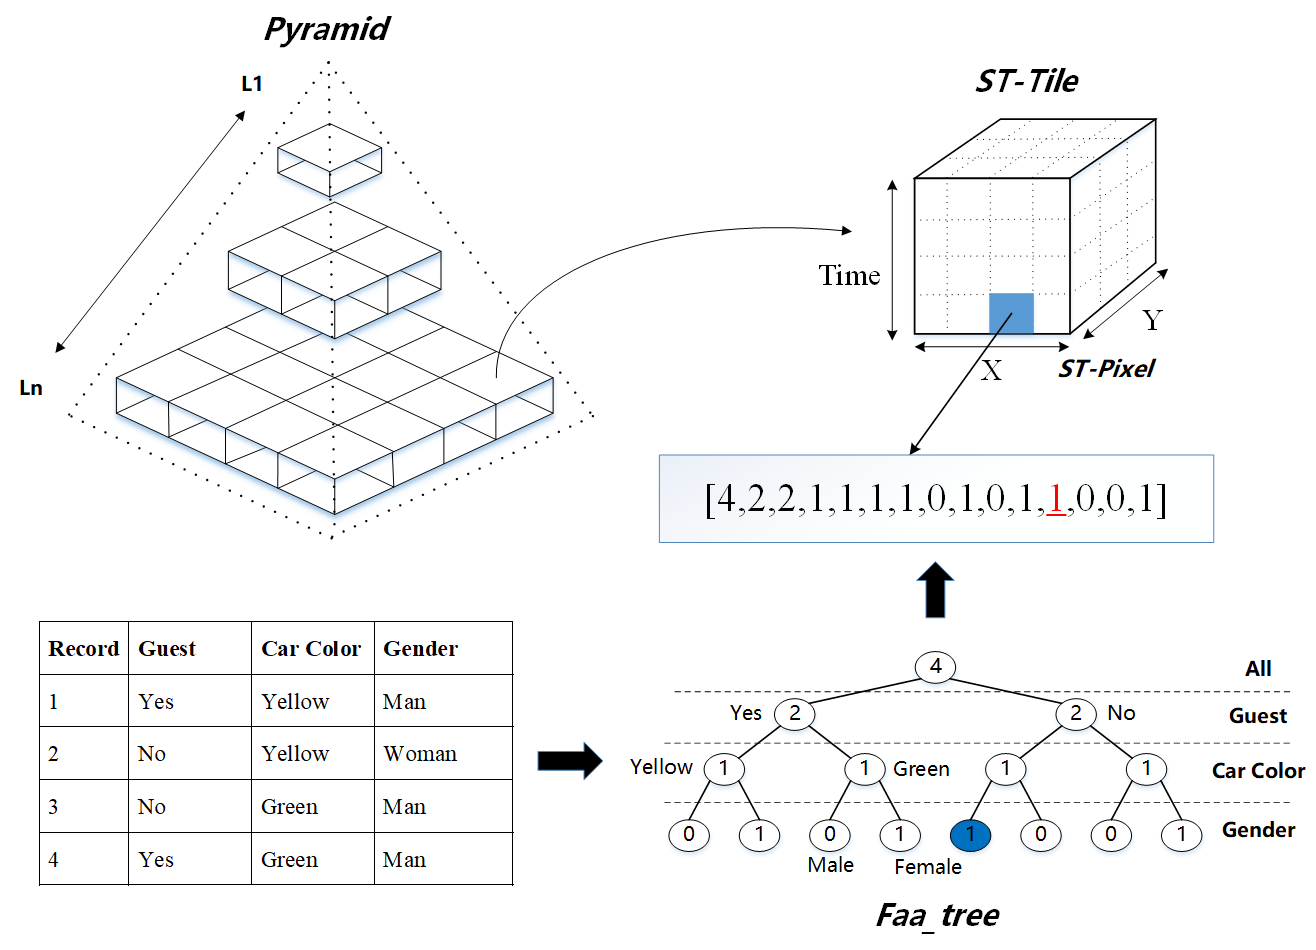 Pyramid
L1
Ln
ST-Tile
Time
X
Y
ST-Pixel
[4,2,2,1,1,1,1,0,1,0,1,1,0,0,1]
Record Guest Car Color Gender
1 Yes Yellow Man
2 No Yellow Woman
3 No Green Man
4 Yes Green Man
4 All
Yes 2 2 No Guest
Yellow 1 1 Green 1 1 Car Color
0 1 0 1 1 0 0 1 Gender
Male Female
Faa_tree